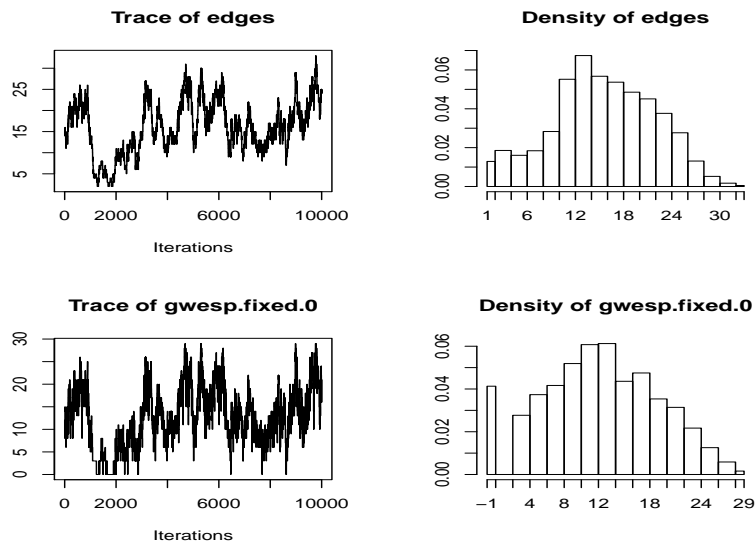 Trace of edges
5 15 25
0 2000 6000 10000
Iterations
Density of edges
0.00 0.02 0.04 0.06
1 6 12 18 24 30
Trace of gwesp.fixed.0
0 5 10 20 30
0 2000 6000 10000
Iterations
Density of gwesp.fixed.0
0.00 0.02 0.04 0.06
−1 4 8 12 18 24 29